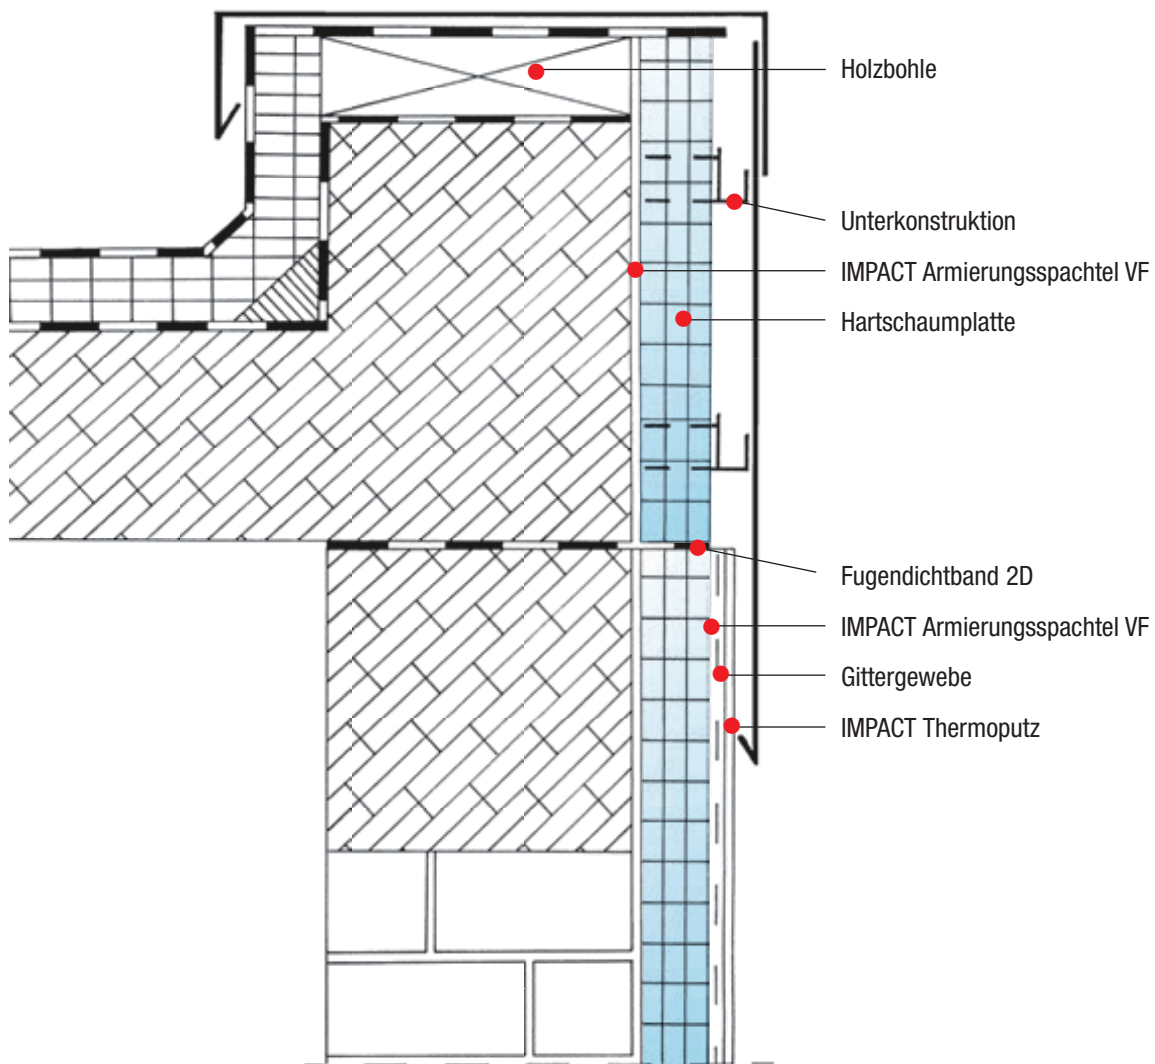 Holzbohle
Unterkonstruktion
IMPACT Armierungsspachtel VF
Hartschaumplatte
Fugendichtband 2D
IMPACT Armierungsspachtel VF
Gittergewebe
IMPACT Thermoputz